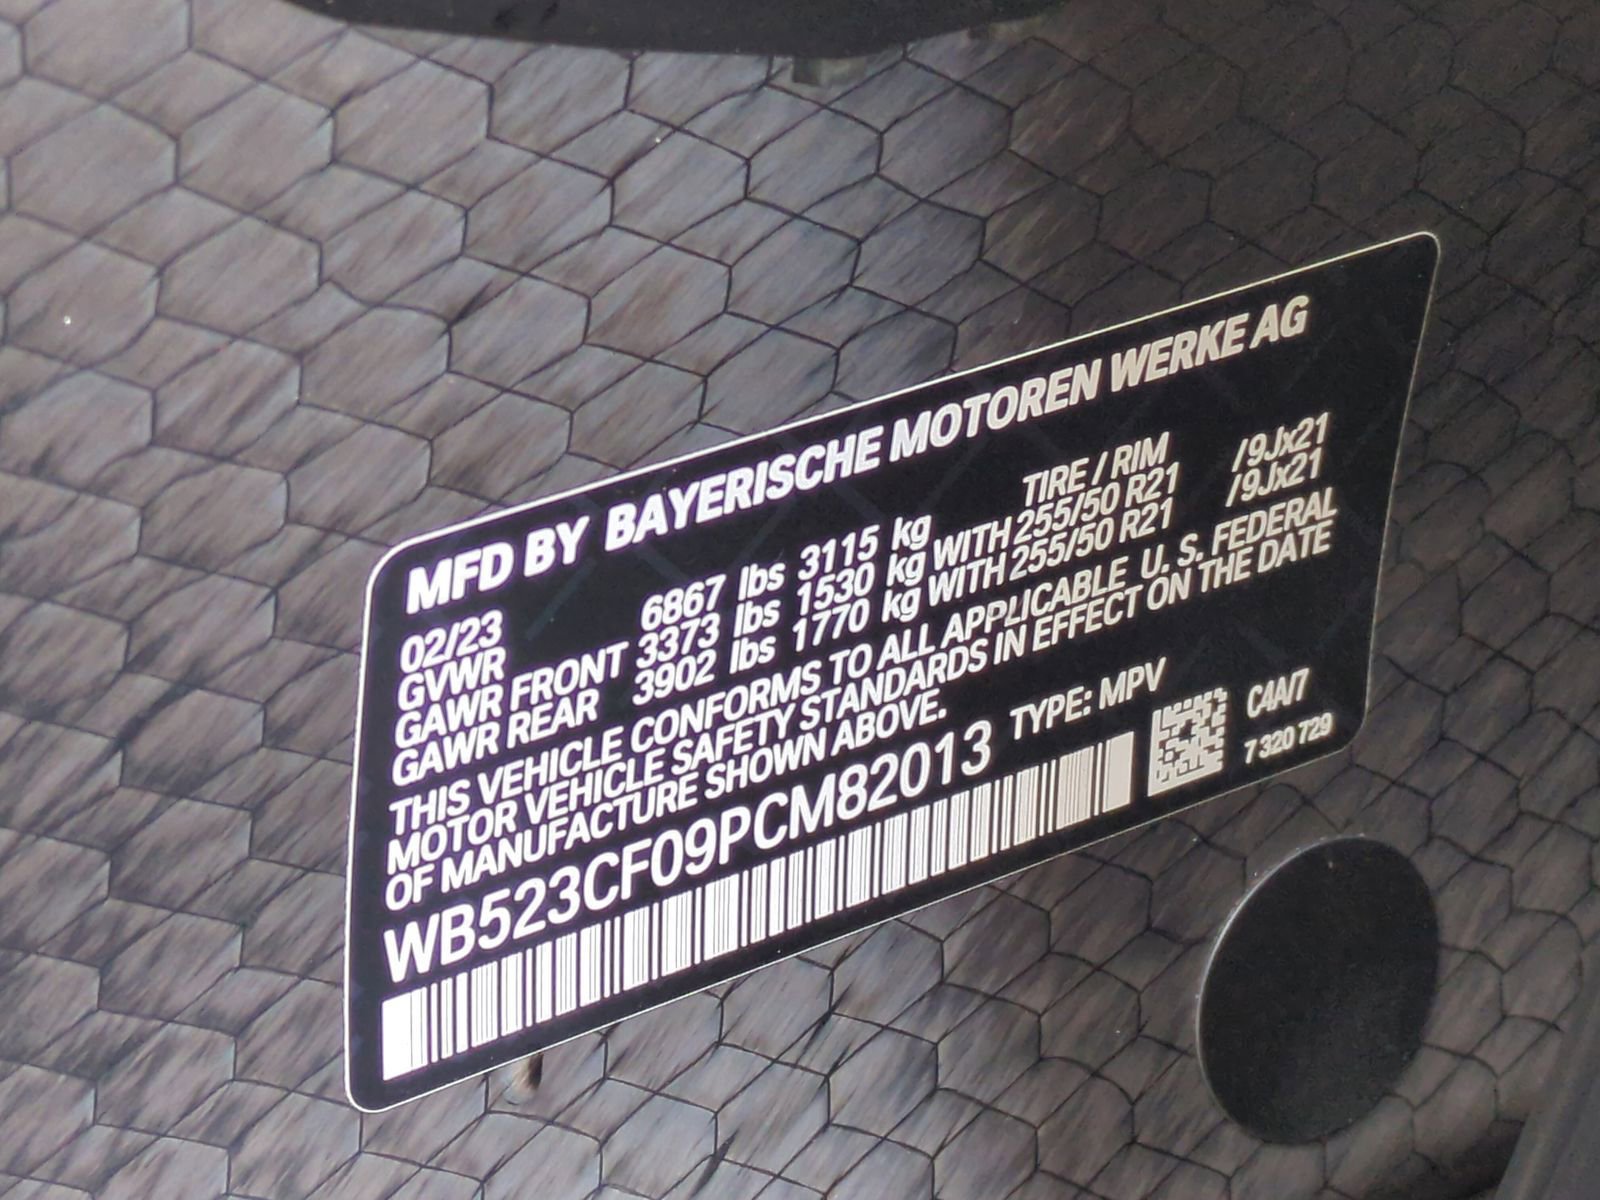 MFD BY BAYERISCHE MOTOREN WERKE AG
02/23 TIRE / RIM
GVWR 6867 lbs 3115 kg
GAWR FRONT 3373 lbs 1530 kg WITH 255/50 R21 /9Jx21
GAWR REAR 3902 lbs 1770 kg WITH 255/50 R21 /9Jx21
THIS VEHICLE CONFORMS TO ALL APPLICABLE U. S. FEDERAL
MOTOR VEHICLE SAFETY STANDARDS IN EFFECT ON THE DATE
OF MANUFACTURE SHOWN ABOVE.
WB523CF09PCM82013 TYPE: MPV
C4A/7
7 320 729